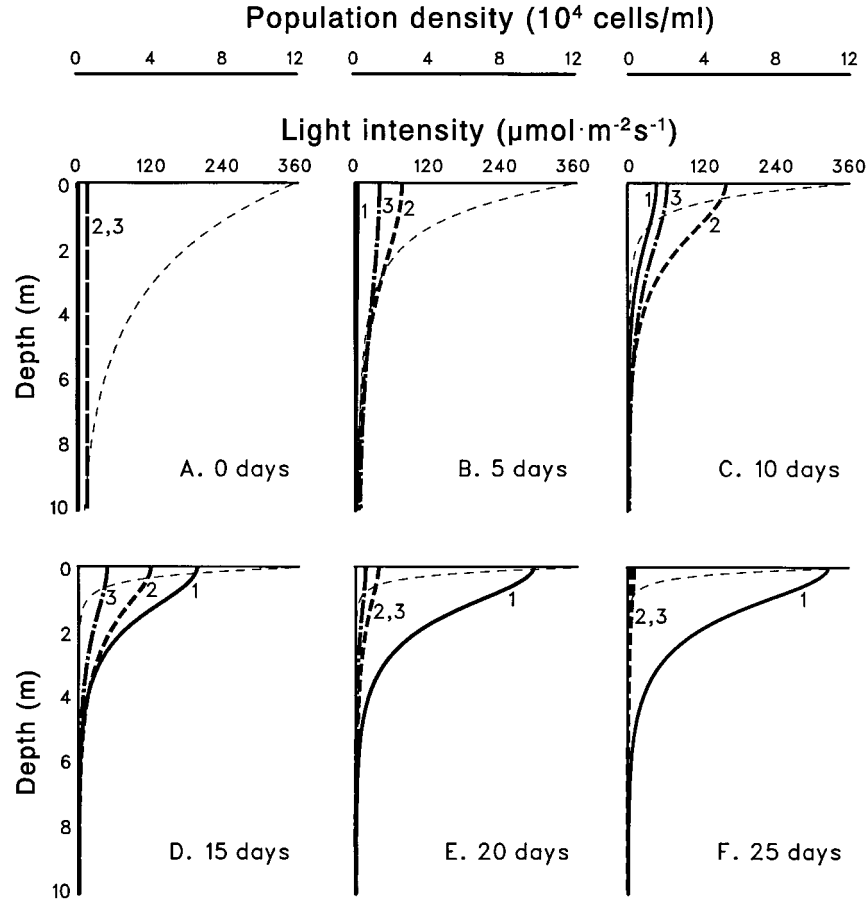 Population density (10⁴ cells/ml)
0 4 8 12 0 4 8 12 0 4 8 12
Light intensity (µmol·m⁻²s⁻¹)
0 120 240 360 0 120 240 360 0 120 240 360
0
2
4
6
8
10
Depth (m)
2,3
A. 0 days
1 3 2
B. 5 days
1 3 2
C. 10 days
0
2
4
6
8
10
Depth (m)
3 2 1
D. 15 days
2,3 1
E. 20 days
2,3 1
F. 25 days